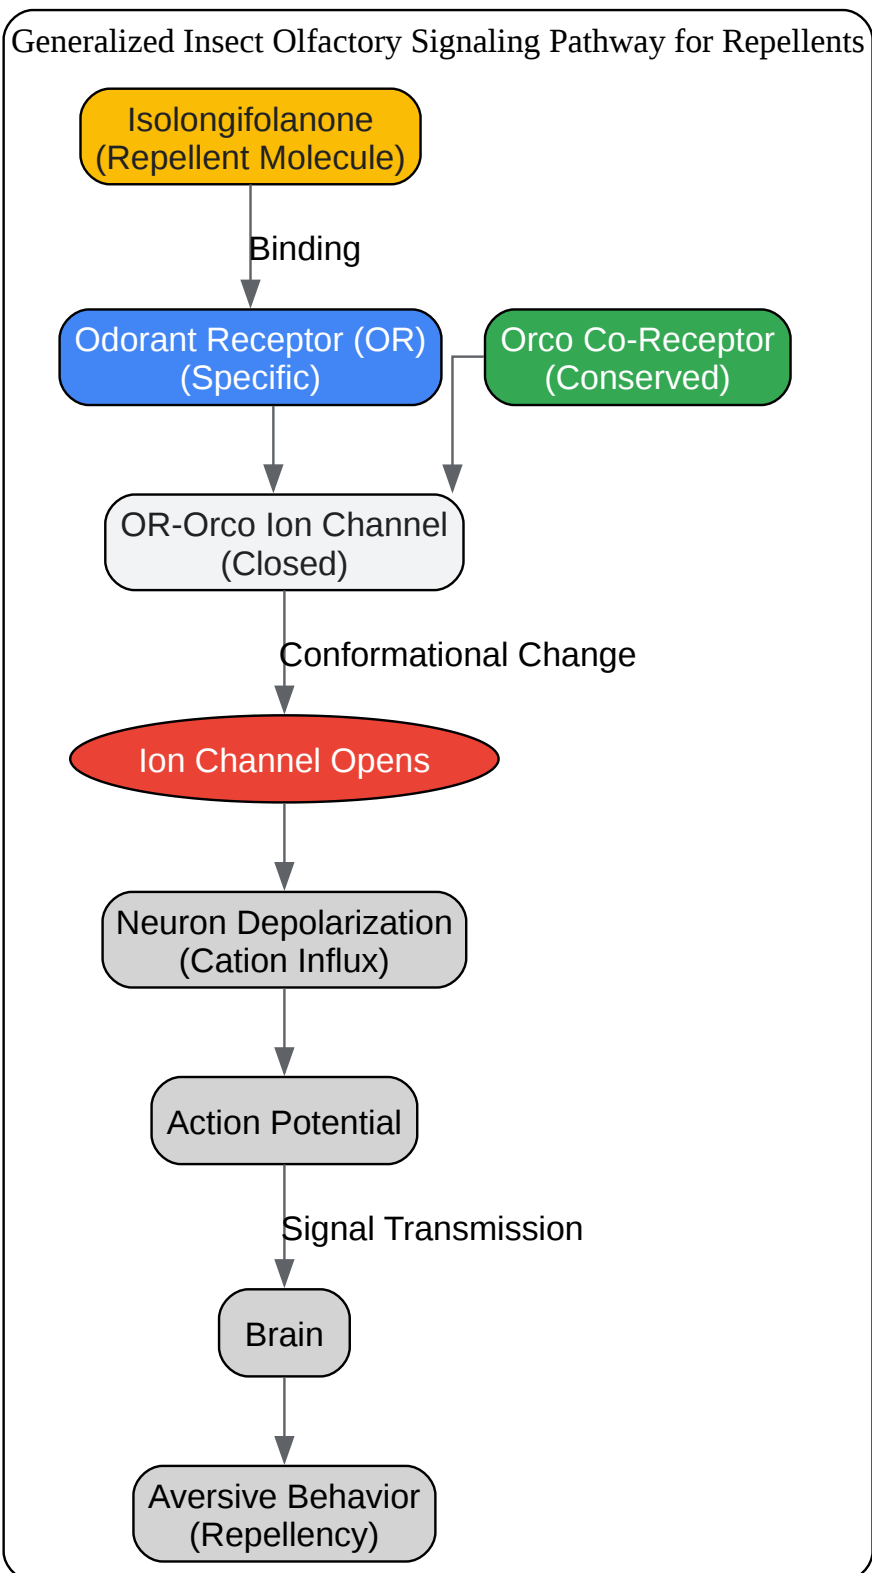 Generalized Insect Olfactory Signaling Pathway for Repellents
Isolongifolanone
(Repellent Molecule)
Binding
Odorant Receptor (OR)
(Specific)
Orco Co-Receptor
(Conserved)
OR-Orco Ion Channel
(Closed)
Conformational Change
Ion Channel Opens
Neuron Depolarization
(Cation Influx)
Action Potential
Signal Transmission
Brain
Aversive Behavior
(Repellency)